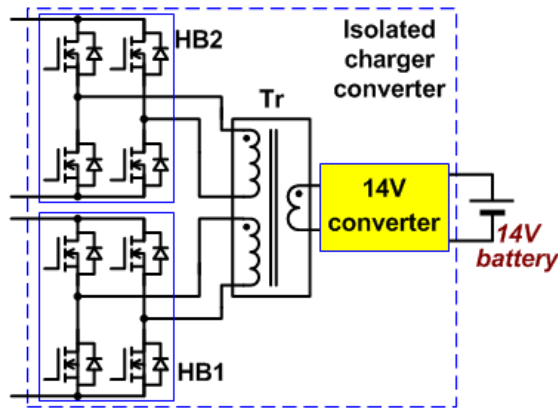 HB2
Isolated
charger
converter
Tr
14V
converter
14V
battery
HB1